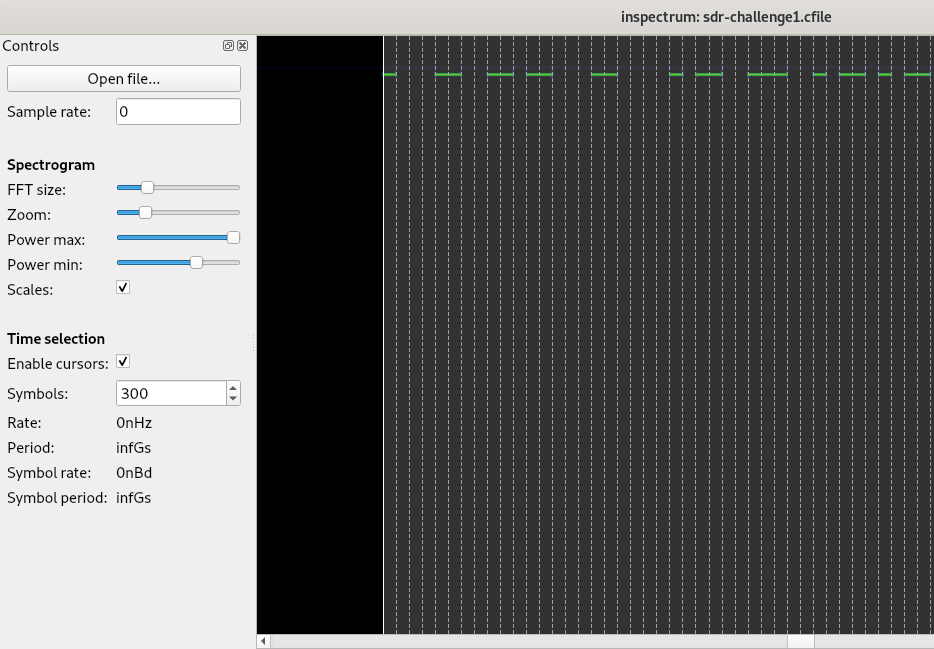 inspectrum: sdr-challenge1.cfile
Controls
Open file...
Sample rate: 0
Spectrogram
FFT size:
Zoom:
Power max:
Power min:
Scales:
Time selection
Enable cursors:
Symbols: 300
Rate: 0nHz
Period: infGs
Symbol rate: 0nBd
Symbol period: infGs